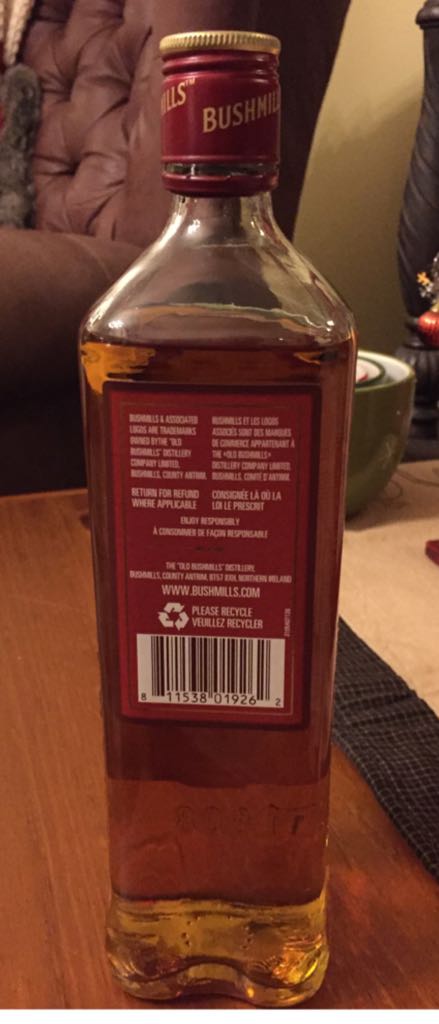 ILLS™
BUSHMIL
BUSHMILLS & ASSOCIATED
LOGOS ARE TRADEMARKS
OWNED BY THE "OLD
BUSHMILLS" DISTILLERY
COMPANY LIMITED,
BUSHMILLS, COUNTY ANTRIM.
BUSHMILLS ET LES LOGOS
ASSOCIÉS SONT DES MARQUES
DE COMMERCE APPARTENANT À
THE «OLD BUSHMILLS»
DISTILLERY COMPANY LIMITED,
BUSHMILLS, COMTÉ D'ANTRIM.
RETURN FOR REFUND
WHERE APPLICABLE
CONSIGNÉE LÀ OÙ LA
LOI LE PRESCRIT
ENJOY RESPONSIBLY
À CONSOMMER DE FAÇON RESPONSABLE
THE "OLD BUSHMILLS" DISTILLERY,
BUSHMILLS, COUNTY ANTRIM, BT57 8XH, NORTHERN IRELAND
WWW.BUSHMILLS.COM
PLEASE RECYCLE
VEUILLEZ RECYCLER
8 11538 01926 2